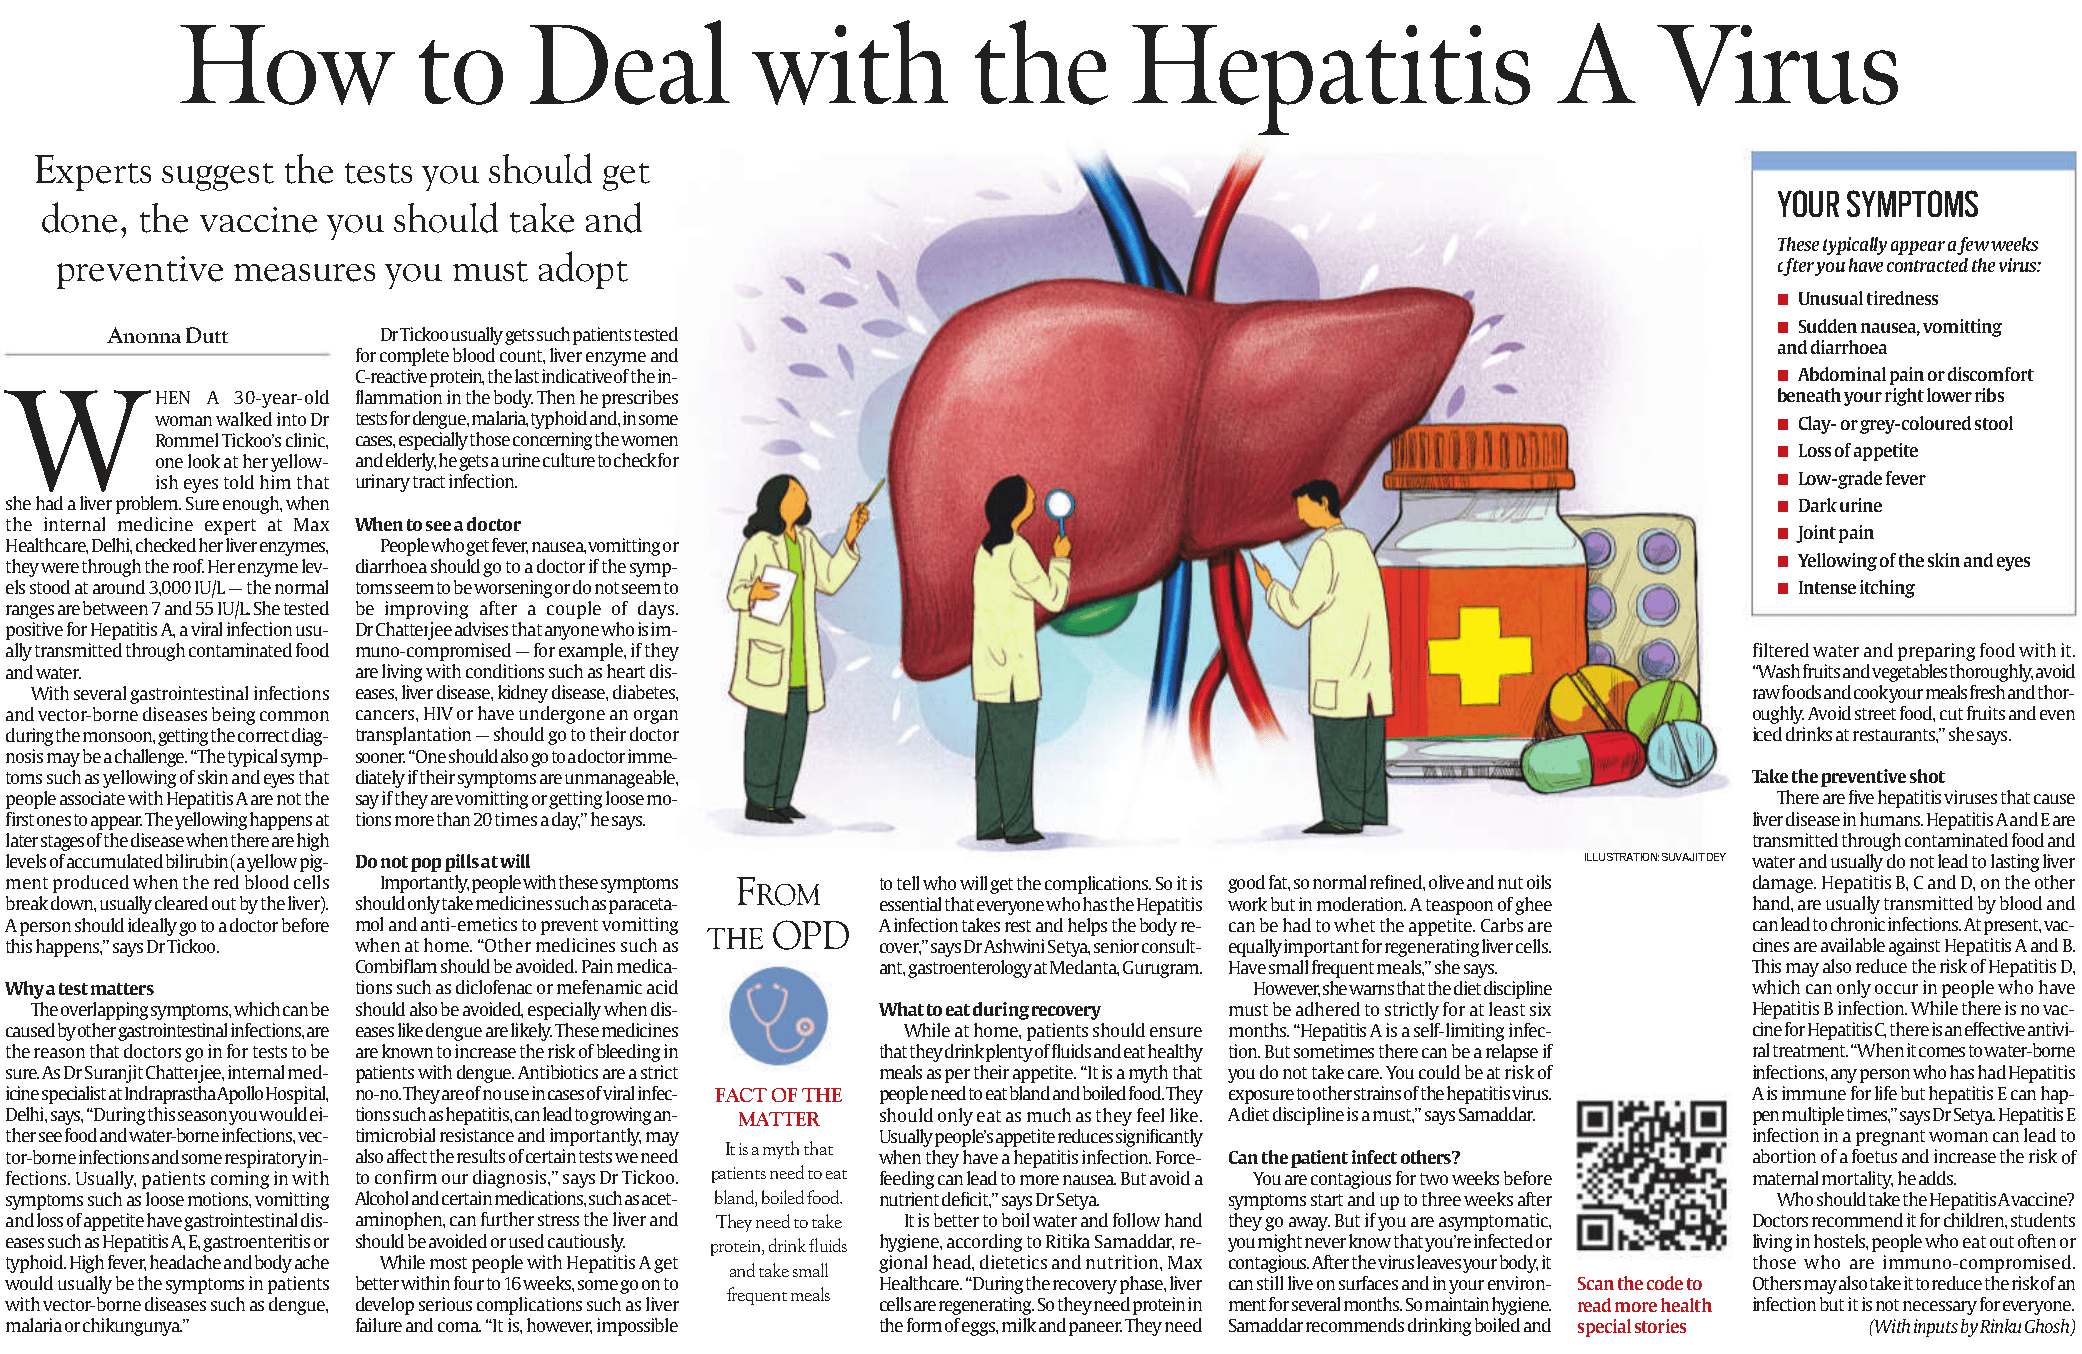 How to Deal with the Hepatitis A Virus
Experts suggest the tests you should get
done, the vaccine you should take and
preventive measures you must adopt
Anonna Dutt
WHEN A 30-year-old
woman walked into Dr
Rommel Tickoo's clinic,
one look at her yellow-
ish eyes told him that
she had a liver problem. Sure enough, when
the internal medicine expert at Max
Healthcare, Delhi, checked her liver enzymes,
they were through the roof. Her enzyme lev-
els stood at around 3,000 IU/L — the normal
ranges are between 7 and 55 IU/L. She tested
positive for Hepatitis A, a viral infection usu-
ally transmitted through contaminated food
and water.
With several gastrointestinal infections
and vector-borne diseases being common
during the monsoon, getting the correct diag-
nosis may be a challenge. "The typical symp-
toms such as yellowing of skin and eyes that
people associate with Hepatitis A are not the
first ones to appear. The yellowing happens at
later stages of the disease when there are high
levels of accumulated bilirubin (a yellow pig-
ment produced when the red blood cells
break down, usually cleared out by the liver).
A person should ideally go to a doctor before
this happens," says Dr Tickoo.
Why a test matters
The overlapping symptoms, which can be
caused by other gastrointestinal infections, are
the reason that doctors go in for tests to be
sure. As Dr Suranjit Chatterjee, internal med-
icine specialist at Indraprastha Apollo Hospital,
Delhi, says, "During this season you would ei-
ther see food and water-borne infections, vec-
tor-borne infections and some respiratory in-
fections. Usually, patients coming in with
symptoms such as loose motions, vomitting
and loss of appetite have gastrointestinal dis-
eases such as Hepatitis A, E, gastroenteritis or
typhoid. High fever, headache and body ache
would usually be the symptoms in patients
with vector-borne diseases such as dengue,
malaria or chikungunya."
Dr Tickoo usually gets such patients tested
for complete blood count, liver enzyme and
C-reactive protein, the last indicative of the in-
flammation in the body. Then he prescribes
tests for dengue, malaria, typhoid and, in some
cases, especially those concerning the women
and elderly, he gets a urine culture to check for
urinary tract infection.
When to see a doctor
People who get fever, nausea, vomitting or
diarrhoea should go to a doctor if the symp-
toms seem to be worsening or do not seem to
be improving after a couple of days.
Dr Chatterjee advises that anyone who is im-
muno-compromised — for example, if they
are living with conditions such as heart dis-
eases, liver disease, kidney disease, diabetes,
cancers, HIV or have undergone an organ
transplantation — should go to their doctor
sooner. "One should also go to a doctor imme-
diately if their symptoms are unmanageable,
say if they are vomitting or getting loose mo-
tions more than 20 times a day," he says.
Do not pop pills at will
Importantly, people with these symptoms
should only take medicines such as paraceta-
mol and anti-emetics to prevent vomitting
when at home. "Other medicines such as
Combiflam should be avoided. Pain medica-
tions such as diclofenac or mefenamic acid
should also be avoided, especially when dis-
eases like dengue are likely. These medicines
are known to increase the risk of bleeding in
patients with dengue. Antibiotics are a strict
no-no. They are of no use in cases of viral infec-
tions such as hepatitis, can lead to growing an-
timicrobial resistance and importantly, may
also affect the results of certain tests we need
to confirm our diagnosis," says Dr Tickoo.
Alcohol and certain medications, such as acet-
aminophen, can further stress the liver and
should be avoided or used cautiously.
While most people with Hepatitis A get
better within four to 16 weeks, some go on to
develop serious complications such as liver
failure and coma. "It is, however, impossible
ILLUSTRATION: SUVAJIT DEY
FROM
THE OPD
FACT OF THE
MATTER
It is a myth that
patients need to eat
bland, boiled food.
They need to take
protein, drink fluids
and take small
frequent meals
to tell who will get the complications. So it is
essential that everyone who has the Hepatitis
A infection takes rest and helps the body re-
cover," says Dr Ashwini Setya, senior consult-
ant, gastroenterology at Medanta, Gurugram.
What to eat during recovery
While at home, patients should ensure
that they drink plenty of fluids and eat healthy
meals as per their appetite. "It is a myth that
people need to eat bland and boiled food. They
should only eat as much as they feel like.
Usually people's appetite reduces significantly
when they have a hepatitis infection. Force-
feeding can lead to more nausea. But avoid a
nutrient deficit," says Dr Setya.
It is better to boil water and follow hand
hygiene, according to Ritika Samaddar, re-
gional head, dietetics and nutrition, Max
Healthcare. "During the recovery phase, liver
cells are regenerating. So they need protein in
the form of eggs, milk and paneer. They need
good fat, so normal refined, olive and nut oils
work but in moderation. A teaspoon of ghee
can be had to whet the appetite. Carbs are
equally important for regenerating liver cells.
Have small frequent meals," she says.
However, she warns that the diet discipline
must be adhered to strictly for at least six
months. "Hepatitis A is a self-limiting infec-
tion. But sometimes there can be a relapse if
you do not take care. You could be at risk of
exposure to other strains of the hepatitis virus.
A diet discipline is a must," says Samaddar.
Can the patient infect others?
You are contagious for two weeks before
symptoms start and up to three weeks after
they go away. But if you are asymptomatic,
you might never know that you're infected or
contagious. After the virus leaves your body, it
can still live on surfaces and in your environ-
ment for several months. So maintain hygiene.
Samaddar recommends drinking boiled and
Scan the code to
read more health
special stories
YOUR SYMPTOMS
These typically appear a few weeks
after you have contracted the virus:
■ Unusual tiredness
■ Sudden nausea, vomitting
and diarrhoea
■ Abdominal pain or discomfort
beneath your right lower ribs
■ Clay- or grey-coloured stool
■ Loss of appetite
■ Low-grade fever
■ Dark urine
■ Joint pain
■ Yellowing of the skin and eyes
■ Intense itching
filtered water and preparing food with it.
"Wash fruits and vegetables thoroughly, avoid
raw foods and cook your meals fresh and thor-
oughly. Avoid street food, cut fruits and even
iced drinks at restaurants," she says.
Take the preventive shot
There are five hepatitis viruses that cause
liver disease in humans. Hepatitis A and E are
transmitted through contaminated food and
water and usually do not lead to lasting liver
damage. Hepatitis B, C and D, on the other
hand, are usually transmitted by blood and
can lead to chronic infections. At present, vac-
cines are available against Hepatitis A and B.
This may also reduce the risk of Hepatitis D,
which can only occur in people who have
Hepatitis B infection. While there is no vac-
cine for Hepatitis C, there is an effective antivi-
ral treatment. "When it comes to water-borne
infections, any person who has had Hepatitis
A is immune for life but hepatitis E can hap-
pen multiple times," says Dr Setya. Hepatitis E
infection in a pregnant woman can lead to
abortion of a foetus and increase the risk of
maternal mortality, he adds.
Who should take the Hepatitis A vaccine?
Doctors recommend it for children, students
living in hostels, people who eat out often or
those who are immuno-compromised.
Others may also take it to reduce the risk of an
infection but it is not necessary for everyone.
(With inputs by Rinku Ghosh)